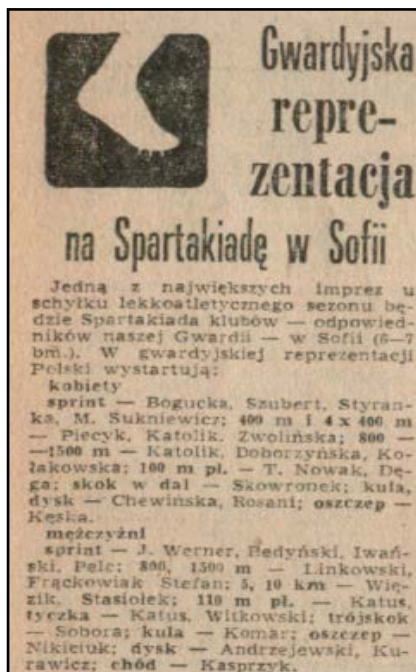 Gwardyjska
repre-
zentacja
na Spartakiadę w Sofii
Jedną z największych imprez u
schyłku lekkoatletycznego sezonu bę-
dzie Spartakiada klubów — odpowied-
ników naszej Gwardii — w Sofii (6—7
bm.). W gwardyjskiej reprezentacji
Polski wystartują:
kobiety
sprint — Bogucka, Szubert, Styran-
ka, M. Sukniewicz; 400 m i 4 x 400 m
— Piecyk, Katolik, Zwolińska; 800 —
—1500 m — Katolik, Doborzyńska, Ko-
łakowska; 100 m pł. — T. Nowak, Dę-
ga; skok w dal — Skowronek; kula,
dysk — Chewińska, Rosani; oszczep —
Kęska.
mężczyźni
sprint — J. Werner, Bedyński, Iwań-
ski, Pelc; 800, 1500 m — Linkowski,
Frąckowiak Stefan; 5, 10 km — Wię-
zik, Stasiołek; 110 m pł. — Katus,
tyczka — Katus, Witkowski; trójskok
— Sobora; kula — Komar; oszczep —
Nikiciuk; dysk — Andrzejewski, Ku-
rawicz; chód — Kasprzyk.